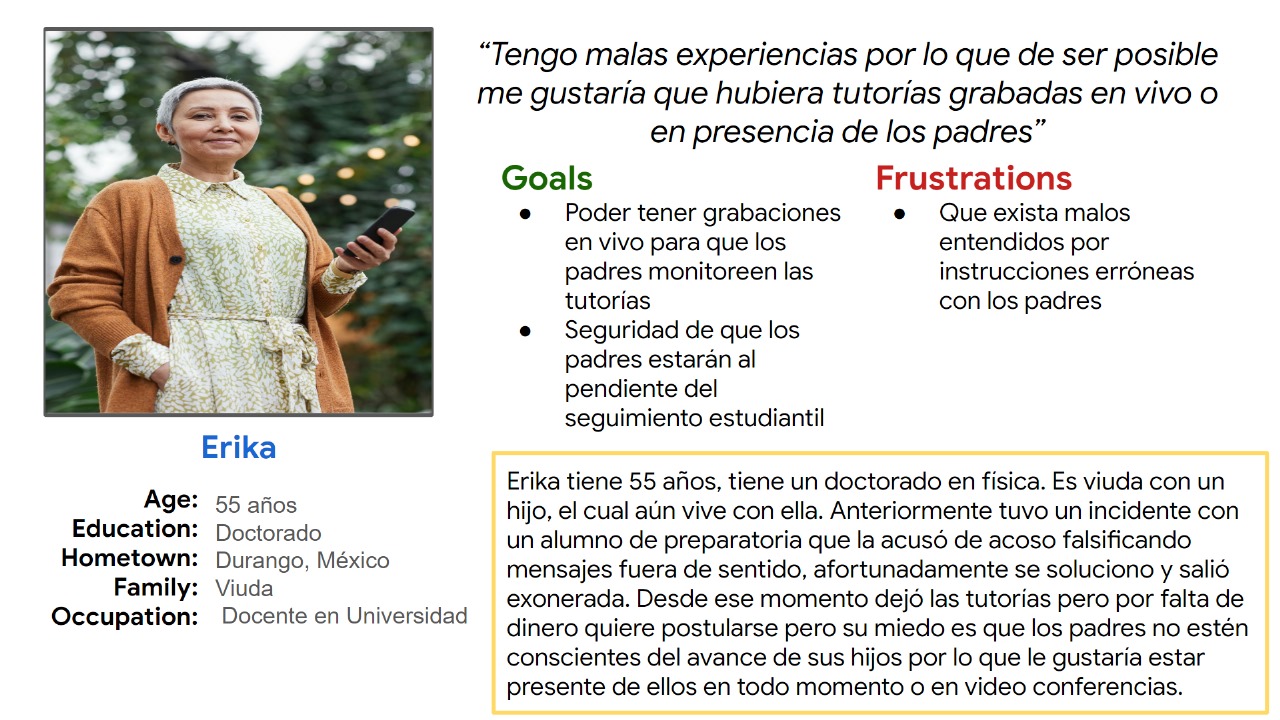 “Tengo malas experiencias por lo que de ser posible
me gustaría que hubiera tutorías grabadas en vivo o
en presencia de los padres”
Goals
● Poder tener grabaciones
en vivo para que los
padres monitoreen las
tutorías
● Seguridad de que los
padres estarán al
pendiente del
seguimiento estudiantil
Frustrations
● Que exista malos
entendidos por
instrucciones erróneas
con los padres
Erika
Age: 55 años
Education: Doctorado
Hometown: Durango, México
Family: Viuda
Occupation: Docente en Universidad
Erika tiene 55 años, tiene un doctorado en física. Es viuda con un
hijo, el cual aún vive con ella. Anteriormente tuvo un incidente con
un alumno de preparatoria que la acusó de acoso falsificando
mensajes fuera de sentido, afortunadamente se soluciono y salió
exonerada. Desde ese momento dejó las tutorías pero por falta de
dinero quiere postularse pero su miedo es que los padres no estén
conscientes del avance de sus hijos por lo que le gustaría estar
presente de ellos en todo momento o en video conferencias.